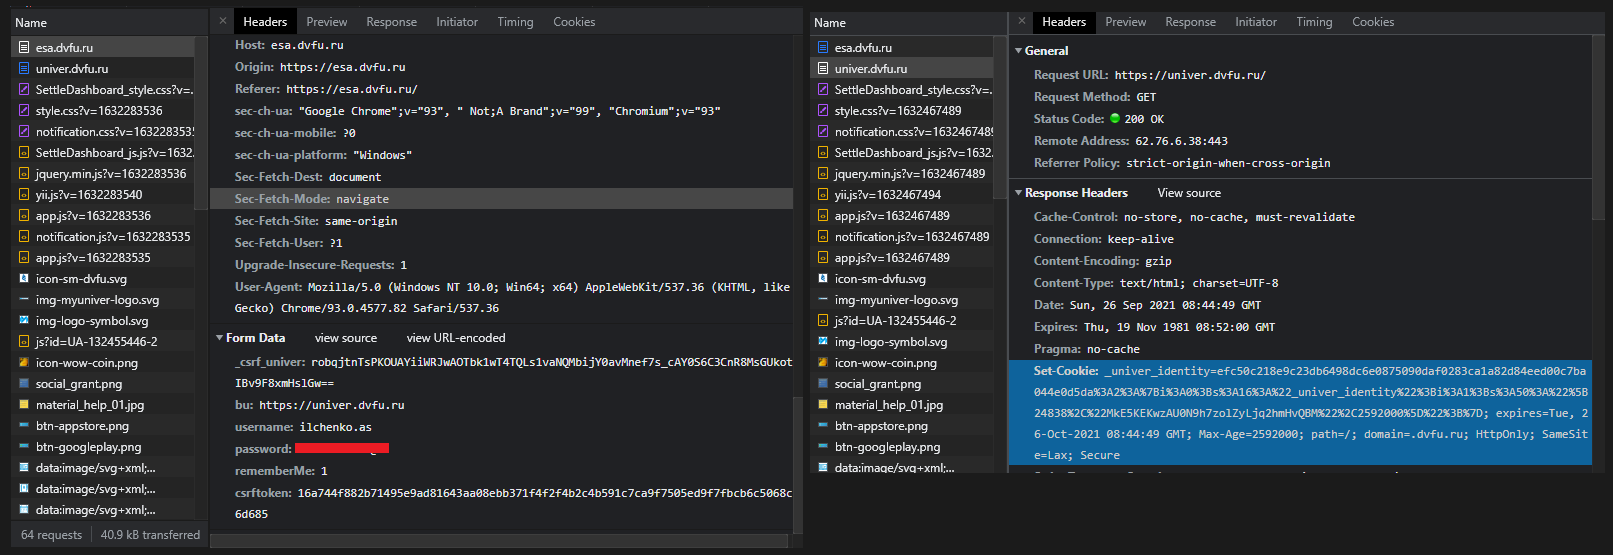 Name
esa.dvfu.ru
univer.dvfu.ru
SettleDashboard_style.css?v=...
style.css?v=1632283536
notification.css?v=1632283535
SettleDashboard_js.js?v=1632...
jquery.min.js?v=1632283536
yii.js?v=1632283540
app.js?v=1632283536
notification.js?v=1632283535
app.js?v=1632283535
icon-sm-dvfu.svg
img-myuniver-logo.svg
img-logo-symbol.svg
js?id=UA-132455446-2
icon-wow-coin.png
social_grant.png
material_help_01.jpg
btn-appstore.png
btn-googleplay.png
data:image/svg+xml;...
data:image/svg+xml;...
data:image/svg+xml;...
64 requests 40.9 kB transferred
× Headers Preview Response Initiator Timing Cookies
Host: esa.dvfu.ru
Origin: https://esa.dvfu.ru
Referer: https://esa.dvfu.ru/
sec-ch-ua: "Google Chrome";v="93", " Not;A Brand";v="99", "Chromium";v="93"
sec-ch-ua-mobile: ?0
sec-ch-ua-platform: "Windows"
Sec-Fetch-Dest: document
Sec-Fetch-Mode: navigate
Sec-Fetch-Site: same-origin
Sec-Fetch-User: ?1
Upgrade-Insecure-Requests: 1
User-Agent: Mozilla/5.0 (Windows NT 10.0; Win64; x64) AppleWebKit/537.36 (KHTML, like
Gecko) Chrome/93.0.4577.82 Safari/537.36
Form Data view source view URL-encoded
_csrf_univer: robqjtnTsPKOUAYiiWRJwAOTbk1wT4TQLs1vaNQMbijY0avMnef7s_cAY0S6C3CnR8MsGUkot
IBv9F8xmHslGw==
bu: https://univer.dvfu.ru
username: ilchenko.as
password:
rememberMe: 1
csrftoken: 16a744f882b71495e9ad81643aa08ebb371f4f2f4b2c4b591c7ca9f7505ed9f7fbcb6c5068c
6d685
Name
esa.dvfu.ru
univer.dvfu.ru
SettleDashboard_style.css?v=...
style.css?v=1632467489
notification.css?v=1632467489
SettleDashboard_js.js?v=1632...
jquery.min.js?v=1632467489
yii.js?v=1632467494
app.js?v=1632467489
notification.js?v=1632467489
app.js?v=1632467489
icon-sm-dvfu.svg
img-myuniver-logo.svg
js?id=UA-132455446-2
img-logo-symbol.svg
icon-wow-coin.png
social_grant.png
material_help_01.jpg
btn-appstore.png
btn-googleplay.png
data:image/svg+xml;...
× Headers Preview Response Initiator Timing Cookies
General
Request URL: https://univer.dvfu.ru/
Request Method: GET
Status Code: 200 OK
Remote Address: 62.76.6.38:443
Referrer Policy: strict-origin-when-cross-origin
Response Headers View source
Cache-Control: no-store, no-cache, must-revalidate
Connection: keep-alive
Content-Encoding: gzip
Content-Type: text/html; charset=UTF-8
Date: Sun, 26 Sep 2021 08:44:49 GMT
Expires: Thu, 19 Nov 1981 08:52:00 GMT
Pragma: no-cache
Set-Cookie: _univer_identity=efc50c218e9c23db6498dc6e0875090daf0283ca1a82d84eed00c7ba
044e0d5da%3A2%3A%7Bi%3A0%3Bs%3A16%3A%22_univer_identity%22%3Bi%3A1%3Bs%3A50%3A%22%5B
24838%2C%22MkE5KEKwzAU0N9h7zolZyLjq2hmHvQBM%22%2C2592000%5D%22%3B%7D; expires=Tue, 2
6-Oct-2021 08:44:49 GMT; Max-Age=2592000; path=/; domain=.dvfu.ru; HttpOnly; SameSit
e=Lax; Secure